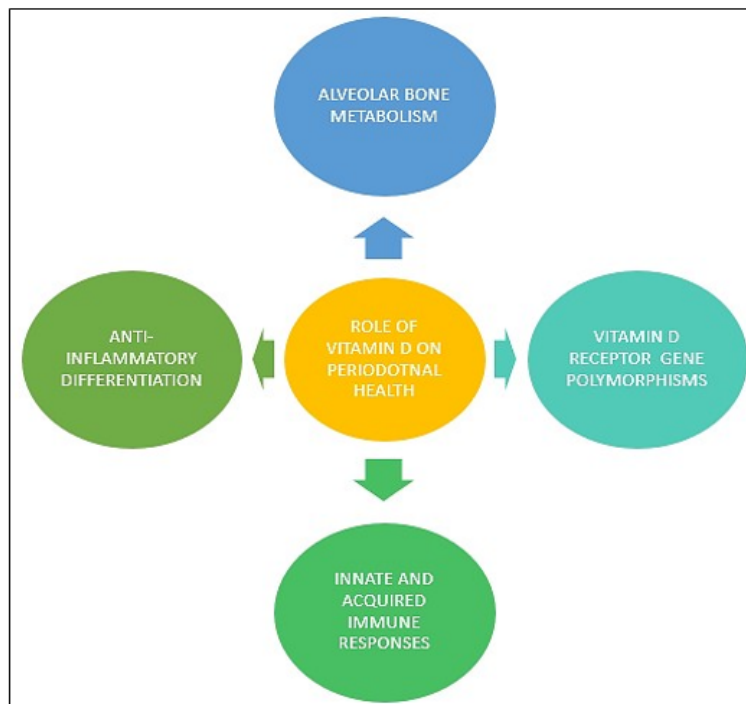 ALVEOLAR BONE
METABOLISM
ANTI-
INFLAMMATORY
DIFFERENTIATION
ROLE OF
VITAMIN D ON
PERIODOTNAL
HEALTH
VITAMIN D
RECEPTOR GENE
POLYMORPHISMS
INNATE AND
ACQUIRED
IMMUNE
RESPONSES